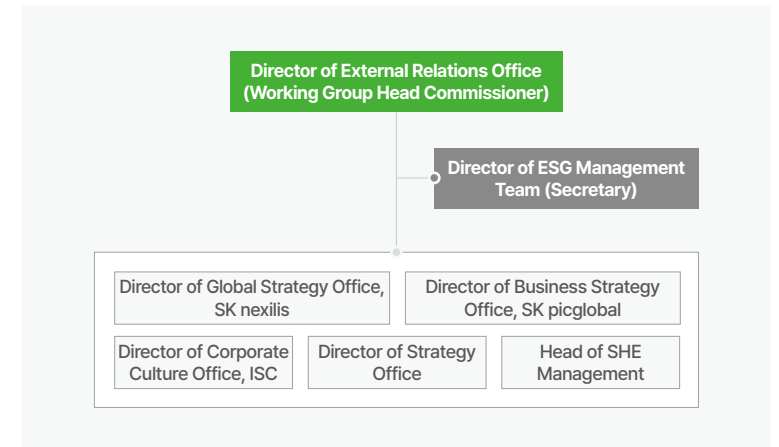 Director of External Relations Office
(Working Group Head Commissioner)
Director of ESG Management
Team (Secretary)
Director of Global Strategy Office,
SK nexilis
Director of Business Strategy
Office, SK picglobal
Director of Corporate
Culture Office, ISC
Director of Strategy
Office
Head of SHE
Management